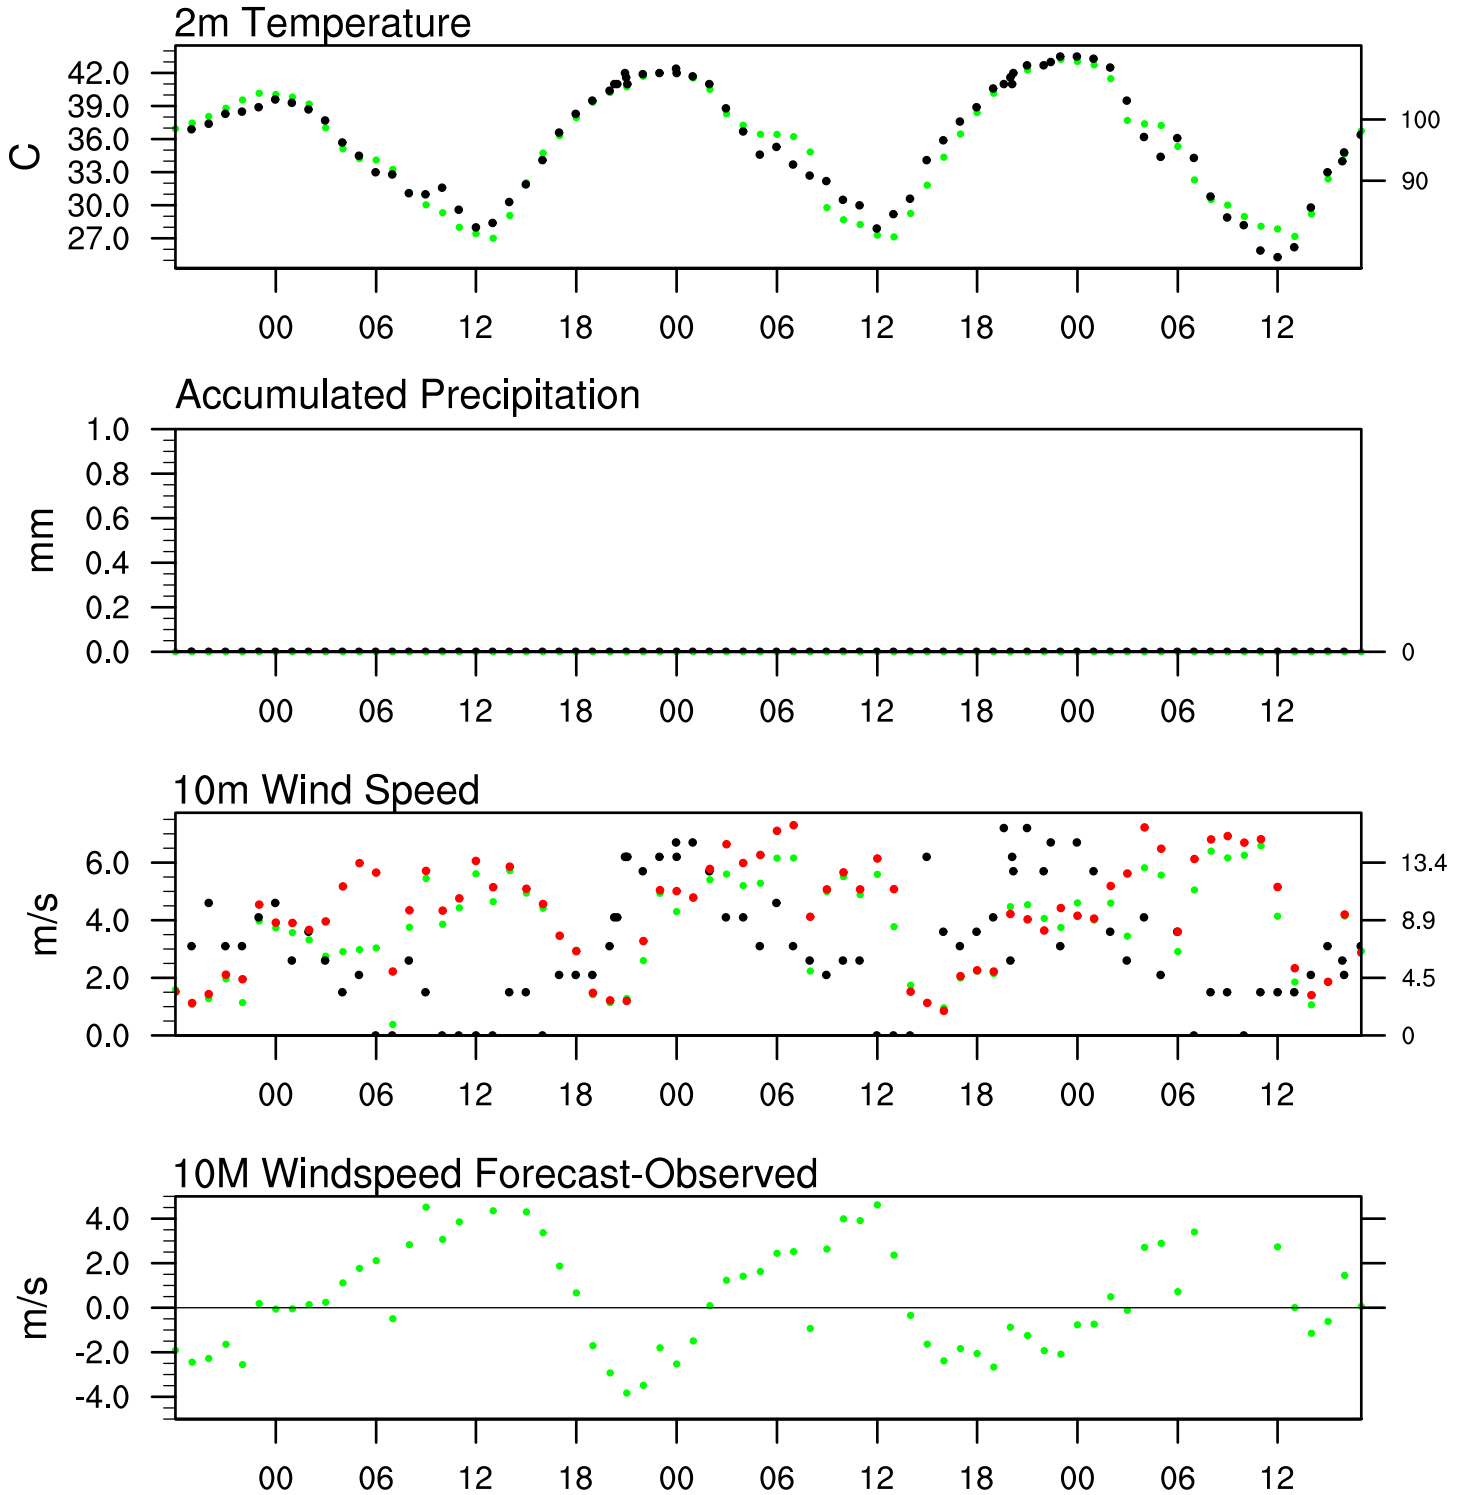 2m Temperature
42.0
39.0
36.0
33.0
30.0
27.0
C
100
90
00 06 12 18 00 06 12 18 00 06 12
Accumulated Precipitation
1.0
0.8
0.6
0.4
0.2
0.0
mm
0
00 06 12 18 00 06 12 18 00 06 12
10m Wind Speed
6.0
4.0
2.0
0.0
m/s
13.4
8.9
4.5
0
00 06 12 18 00 06 12 18 00 06 12
10M Windspeed Forecast-Observed
4.0
2.0
0.0
-2.0
-4.0
m/s
00 06 12 18 00 06 12 18 00 06 12